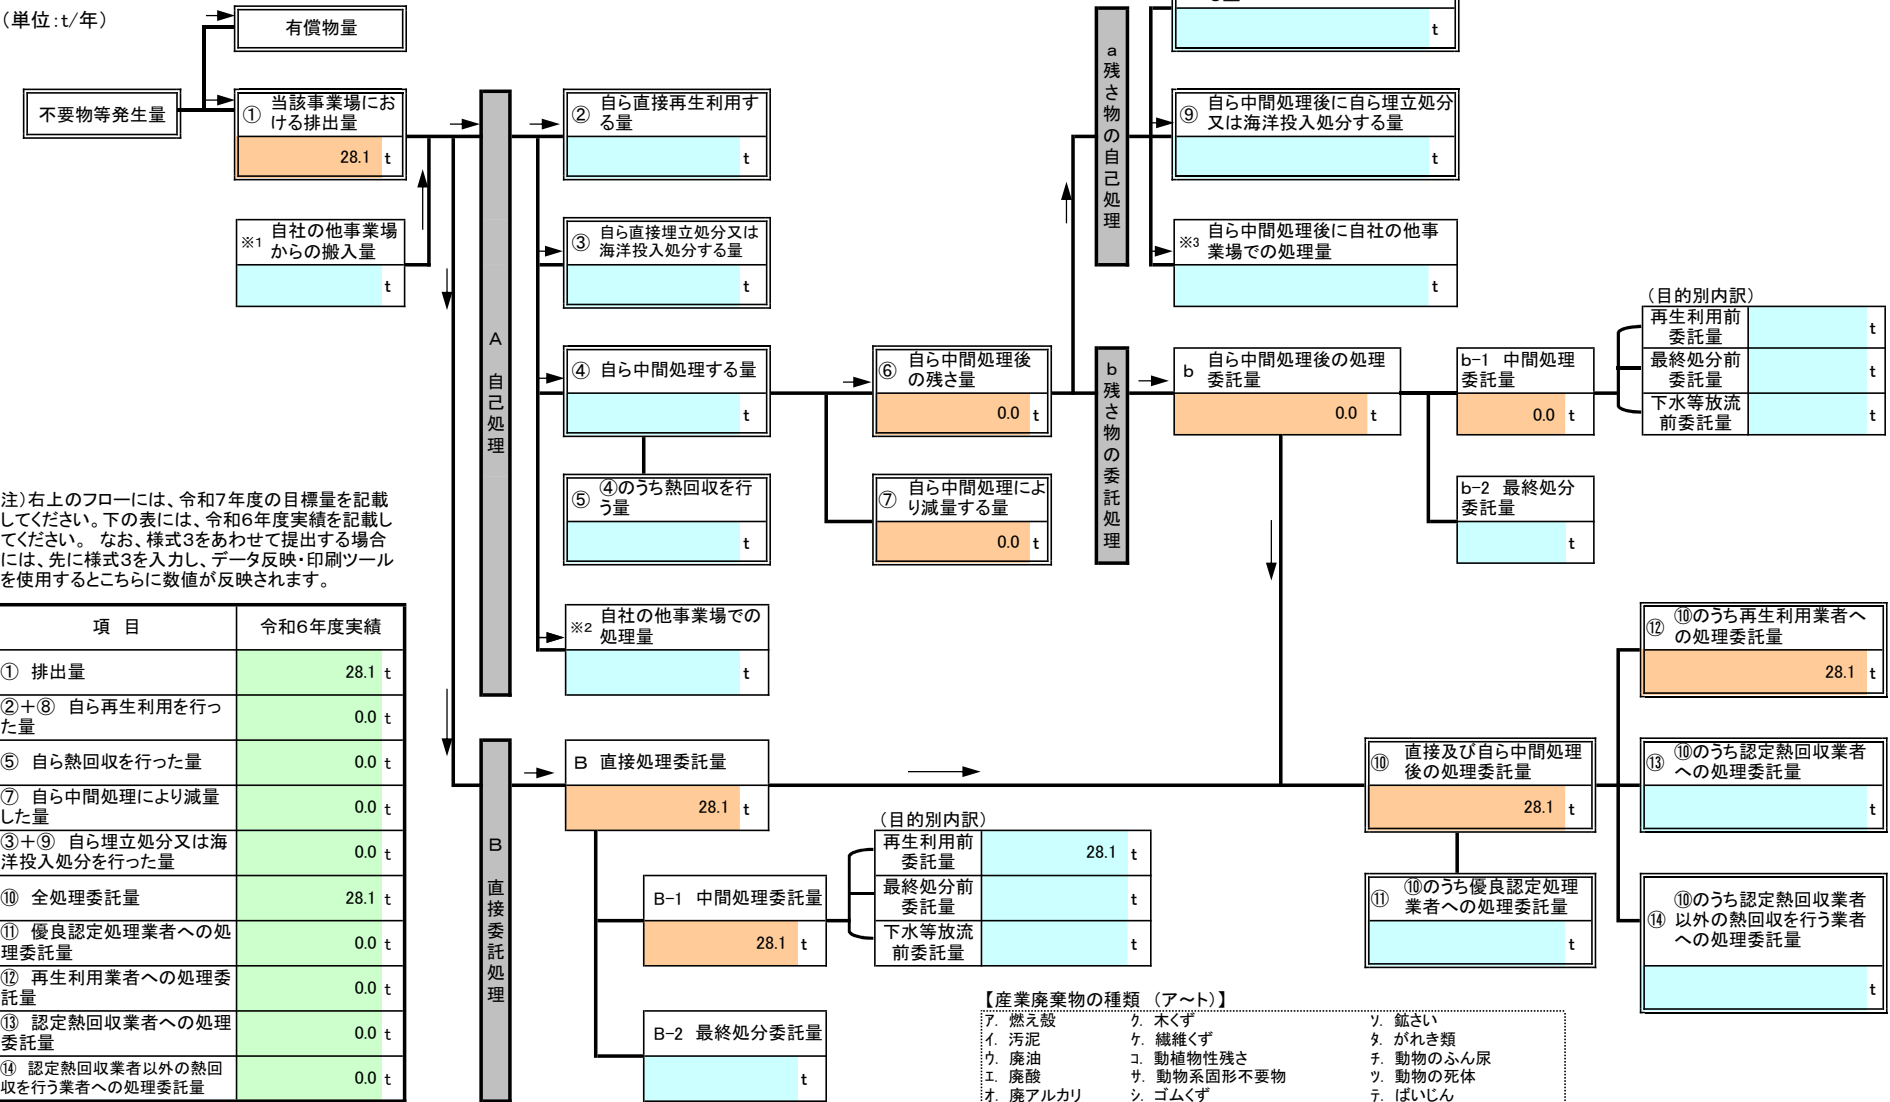 (単位:t/年)
有償物量
不要物等発生量
① 当該事業場にお
ける排出量
28.1 t
※1 自社の他事業場
からの搬入量
t
A 自己処理
② 自ら直接再生利用す
る量
t
③ 自ら直接埋立処分又は
海洋投入処分する量
t
④ 自ら中間処理する量
t
⑤ ④のうち熱回収を行
う量
t
※2 自社の他事業場での
処理量
t
⑥ 自ら中間処理後
の残さ量
0.0 t
⑦ 自ら中間処理によ
り減量する量
0.0 t
a 残さ物の自己処理
t
⑨ 自ら中間処理後に自ら埋立処分
又は海洋投入処分する量
t
※3 自ら中間処理後に自社の他事
業場での処理量
t
b 残さ物の委託処理
b 自ら中間処理後の処理
委託量
0.0 t
b-1 中間処理
委託量
0.0 t
b-2 最終処分
委託量
t
(目的別内訳)
再生利用前
委託量
t
最終処分前
委託量
t
下水等放流
前委託量
t
注)右上のフローには、令和7年度の目標量を記載
してください。下の表には、令和6年度実績を記載し
てください。 なお、様式3をあわせて提出する場合
には、先に様式3を入力し、データ反映・印刷ツール
を使用するとこちらに数値が反映されます。
項 目 令和6年度実績
① 排出量 28.1 t
②+⑧ 自ら再生利用を行っ
た量 0.0 t
⑤ 自ら熱回収を行った量 0.0 t
⑦ 自ら中間処理により減量
した量 0.0 t
③+⑨ 自ら埋立処分又は海
洋投入処分を行った量 0.0 t
⑩ 全処理委託量 28.1 t
⑪ 優良認定処理業者への処
理委託量 0.0 t
⑫ 再生利用業者への処理委
託量 0.0 t
⑬ 認定熱回収業者への処理
委託量 0.0 t
⑭ 認定熱回収業者以外の熱回
収を行う業者への処理委託量 0.0 t
B 直接委託処理
B 直接処理委託量
28.1 t
B-1 中間処理委託量
28.1 t
B-2 最終処分委託量
t
(目的別内訳)
再生利用前
委託量
28.1 t
最終処分前
委託量
t
下水等放流
前委託量
t
⑩ 直接及び自ら中間処理
後の処理委託量
28.1 t
⑪ ⑩のうち優良認定処理
業者への処理委託量
t
⑫ ⑩のうち再生利用業者へ
の処理委託量
28.1 t
⑬ ⑩のうち認定熱回収業者
への処理委託量
t
⑭ ⑩のうち認定熱回収業者
以外の熱回収を行う業者
への処理委託量
t
【産業廃棄物の種類 (ア~ト)】
ア. 燃え殻 ク. 木くず ソ. 鉱さい
イ. 汚泥 ケ. 繊維くず タ. がれき類
ウ. 廃油 コ. 動植物性残さ チ. 動物のふん尿
エ. 廃酸 サ. 動物系固形不要物 ツ. 動物の死体
オ. 廃アルカリ シ. ゴムくず テ. ばいじん